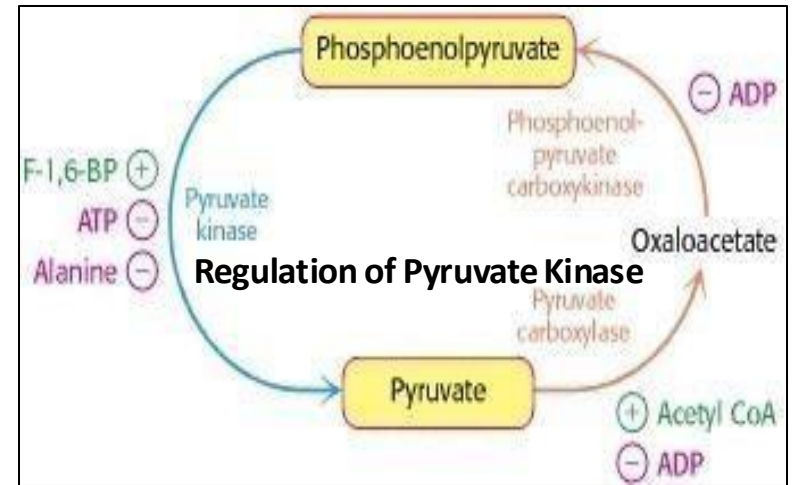 Phosphoenolpyruvate
⊖ ADP
Phosphoenol-
pyruvate
carboxykinase
F-1,6-BP ⊕
ATP ⊖
Alanine ⊖
Pyruvate
kinase
Oxaloacetate
Regulation of Pyruvate Kinase
Pyruvate
carboxylase
Pyruvate
⊕ Acetyl CoA
⊖ ADP